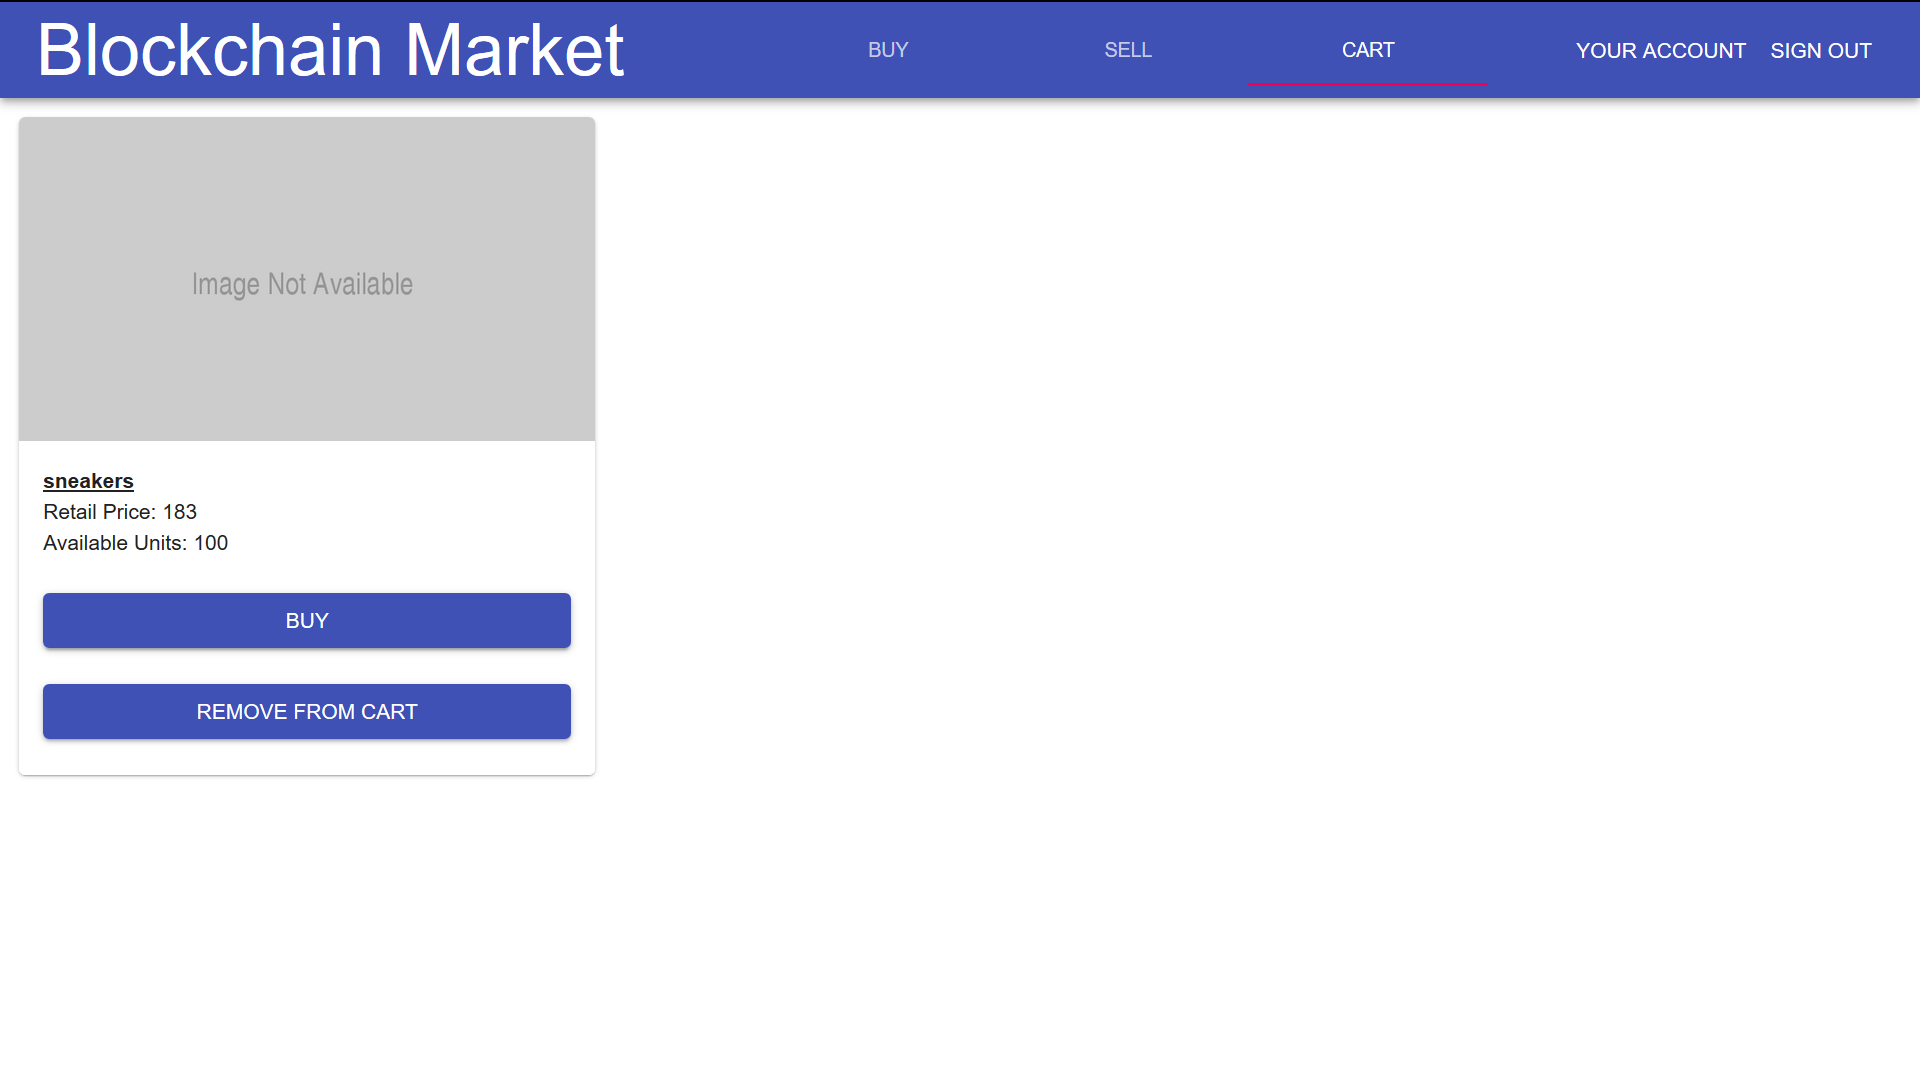 Blockchain Market
BUY
SELL
CART
YOUR ACCOUNT
SIGN OUT
Image Not Available
sneakers
Retail Price: 183
Available Units: 100
BUY
REMOVE FROM CART